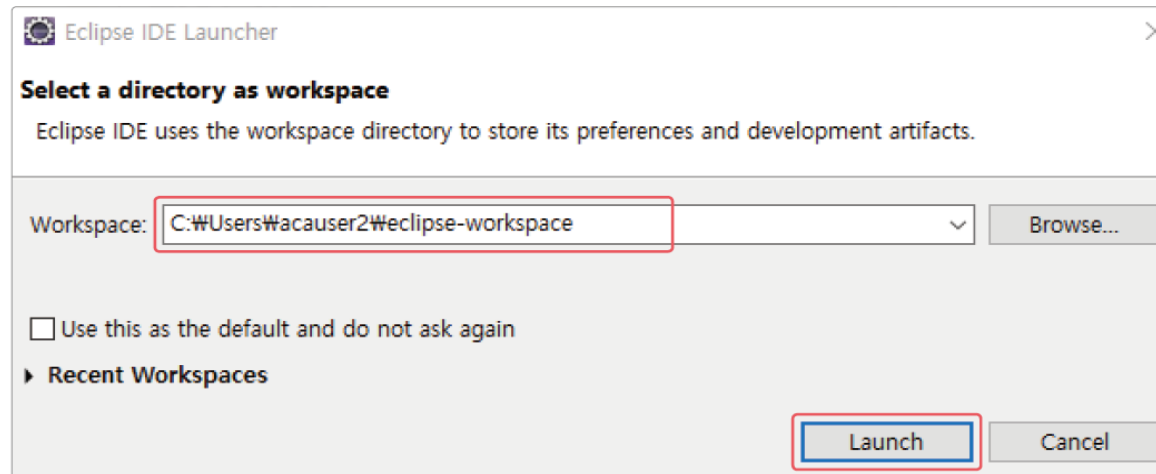 Eclipse IDE Launcher
Select a directory as workspace
Eclipse IDE uses the workspace directory to store its preferences and development artifacts.
Workspace: C:₩Users₩acauser2₩eclipse-workspace Browse...
Use this as the default and do not ask again
Recent Workspaces
Launch Cancel